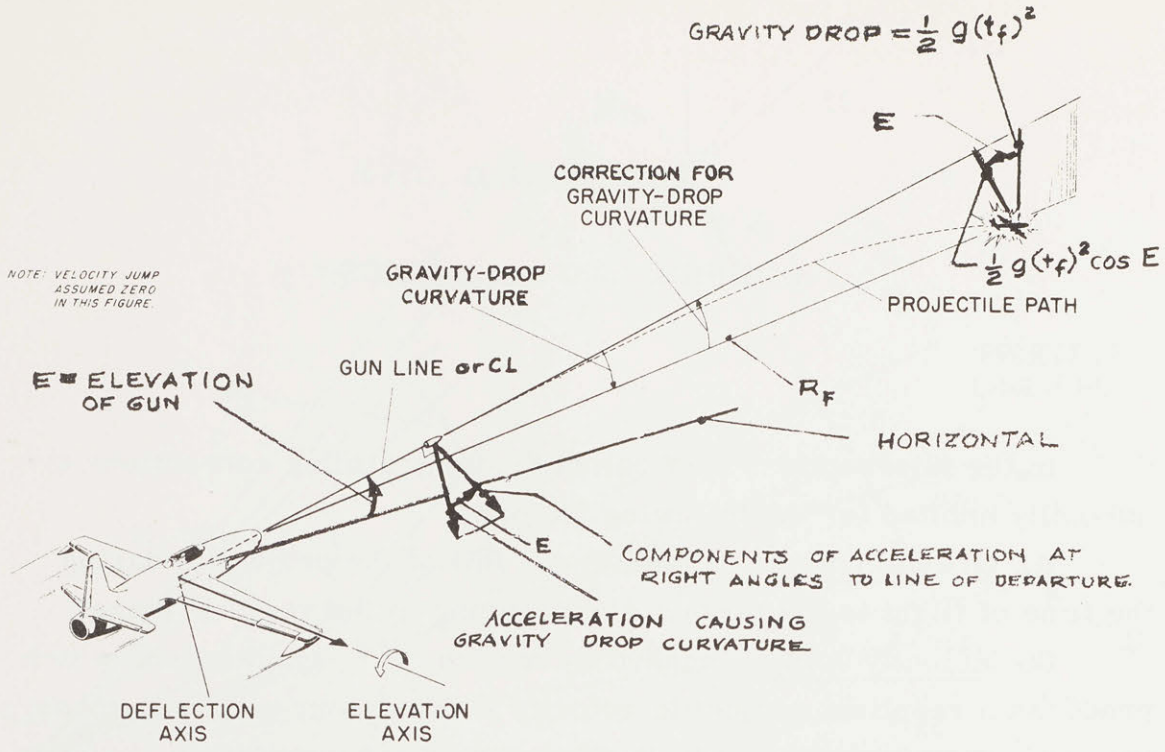 GRAVITY DROP = ½ g(t_f)²
E
CORRECTION FOR
GRAVITY-DROP
CURVATURE
NOTE: VELOCITY JUMP
ASSUMED ZERO
IN THIS FIGURE.
GRAVITY-DROP
CURVATURE
½ g(t_f)² cos E
PROJECTILE PATH
GUN LINE or CL
E = ELEVATION
OF GUN
R_F
HORIZONTAL
E
COMPONENTS OF ACCELERATION AT
RIGHT ANGLES TO LINE OF DEPARTURE.
ACCELERATION CAUSING
GRAVITY DROP CURVATURE
DEFLECTION
AXIS
ELEVATION
AXIS